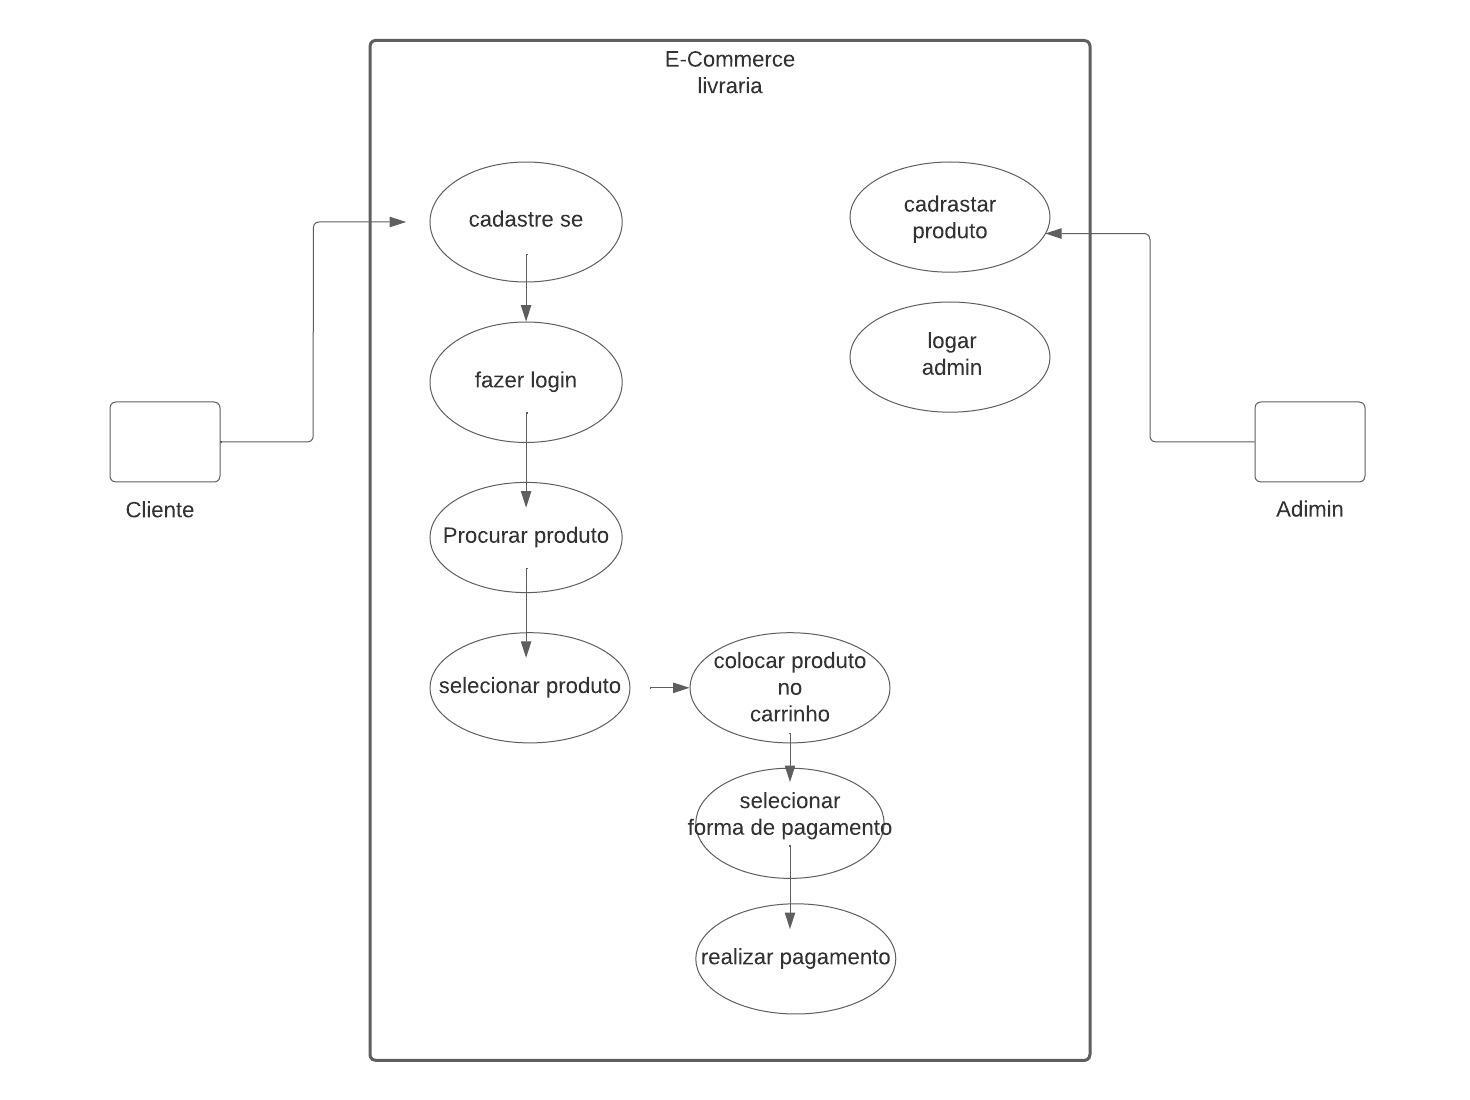 E-Commerce
livraria
cadastre se
cadrastar
produto
fazer login
logar
admin
Cliente
Adimin
Procurar produto
selecionar produto
colocar produto
no
carrinho
selecionar
forma de pagamento
realizar pagamento